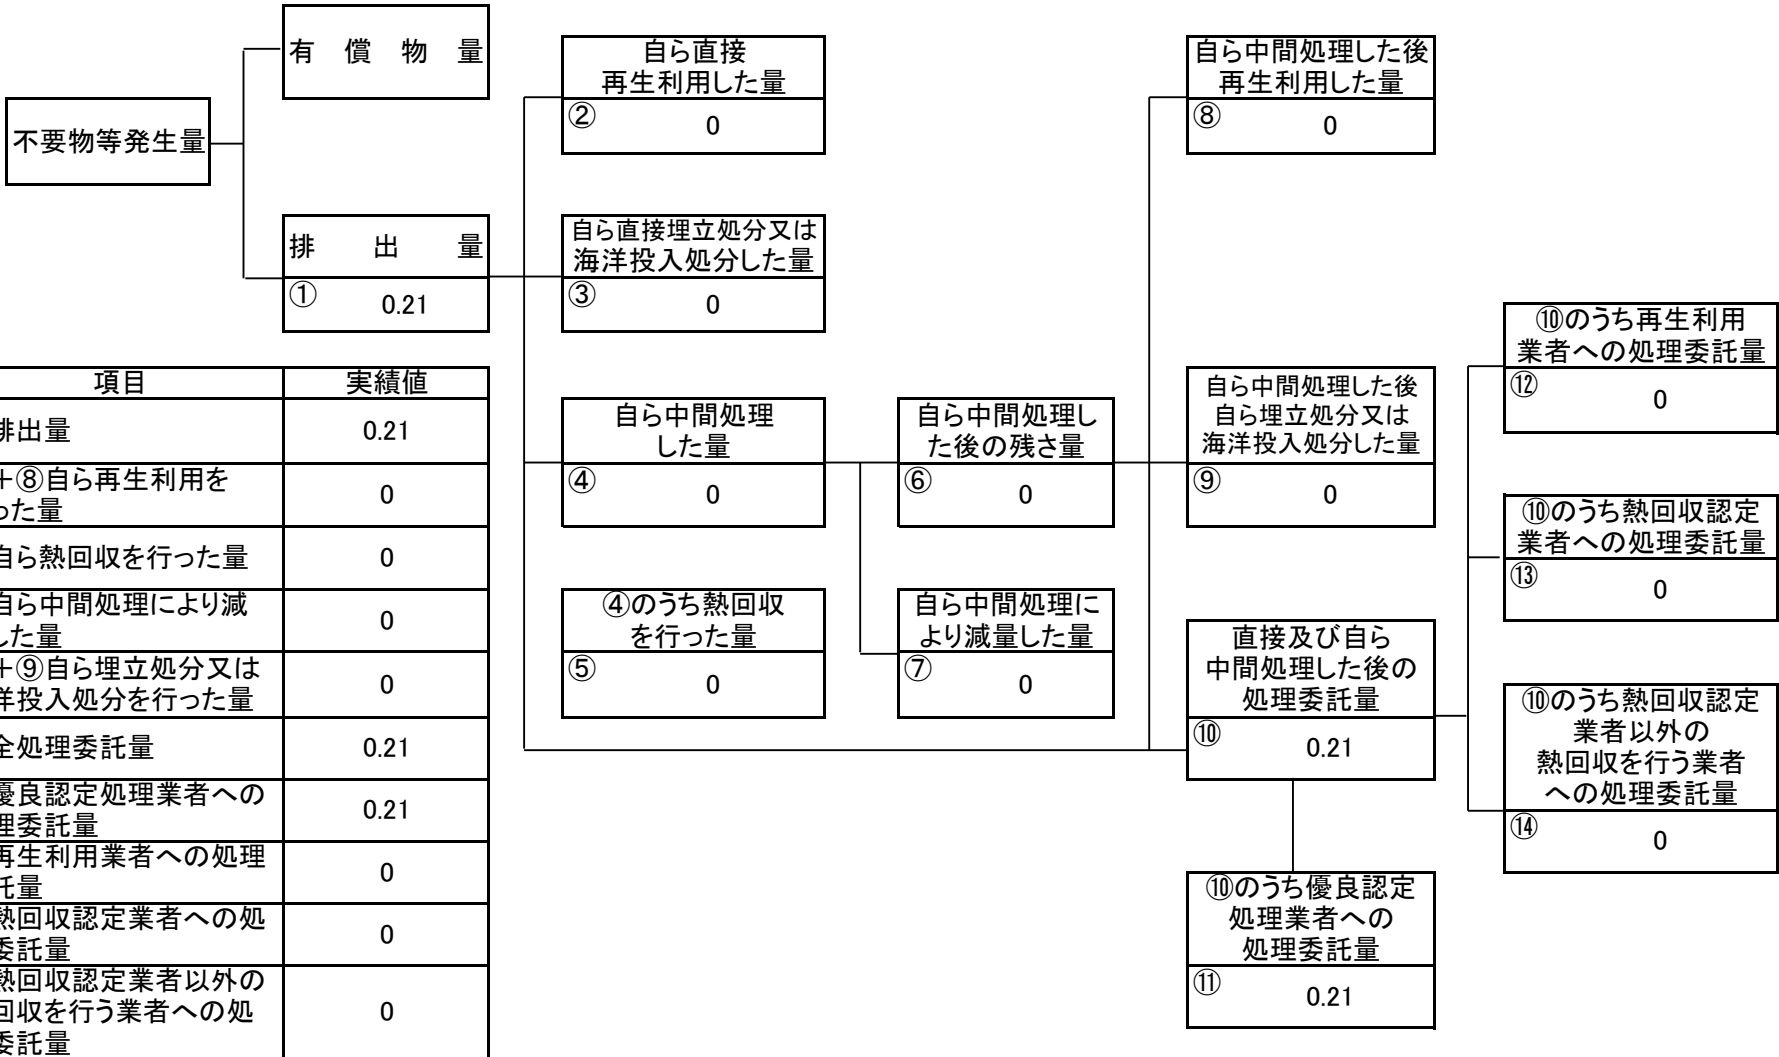 有償物量
不要物等発生量
排出量
① 0.21
自ら直接
再生利用した量
② 0
自ら直接埋立処分又は
海洋投入処分した量
③ 0
自ら中間処理
した量
④ 0
④のうち熱回収
を行った量
⑤ 0
自ら中間処理し
た後の残さ量
⑥ 0
自ら中間処理に
より減量した量
⑦ 0
自ら中間処理した後
再生利用した量
⑧ 0
自ら中間処理した後
自ら埋立処分又は
海洋投入処分した量
⑨ 0
直接及び自ら
中間処理した後の
処理委託量
⑩ 0.21
⑩のうち優良認定
処理業者への
処理委託量
⑪ 0.21
⑩のうち再生利用
業者への処理委託量
⑫ 0
⑩のうち熱回収認定
業者への処理委託量
⑬ 0
⑩のうち熱回収認定
業者以外の
熱回収を行う業者
への処理委託量
⑭ 0
項目 実績値
排出量 0.21
+⑧自ら再生利用を
った量 0
自ら熱回収を行った量 0
自ら中間処理により減
した量 0
+⑨自ら埋立処分又は
洋投入処分を行った量 0
全処理委託量 0.21
優良認定処理業者への
理委託量 0.21
再生利用業者への処理
託量 0
熱回収認定業者への処
委託量 0
熱回収認定業者以外の
回収を行う業者への処
委託量 0